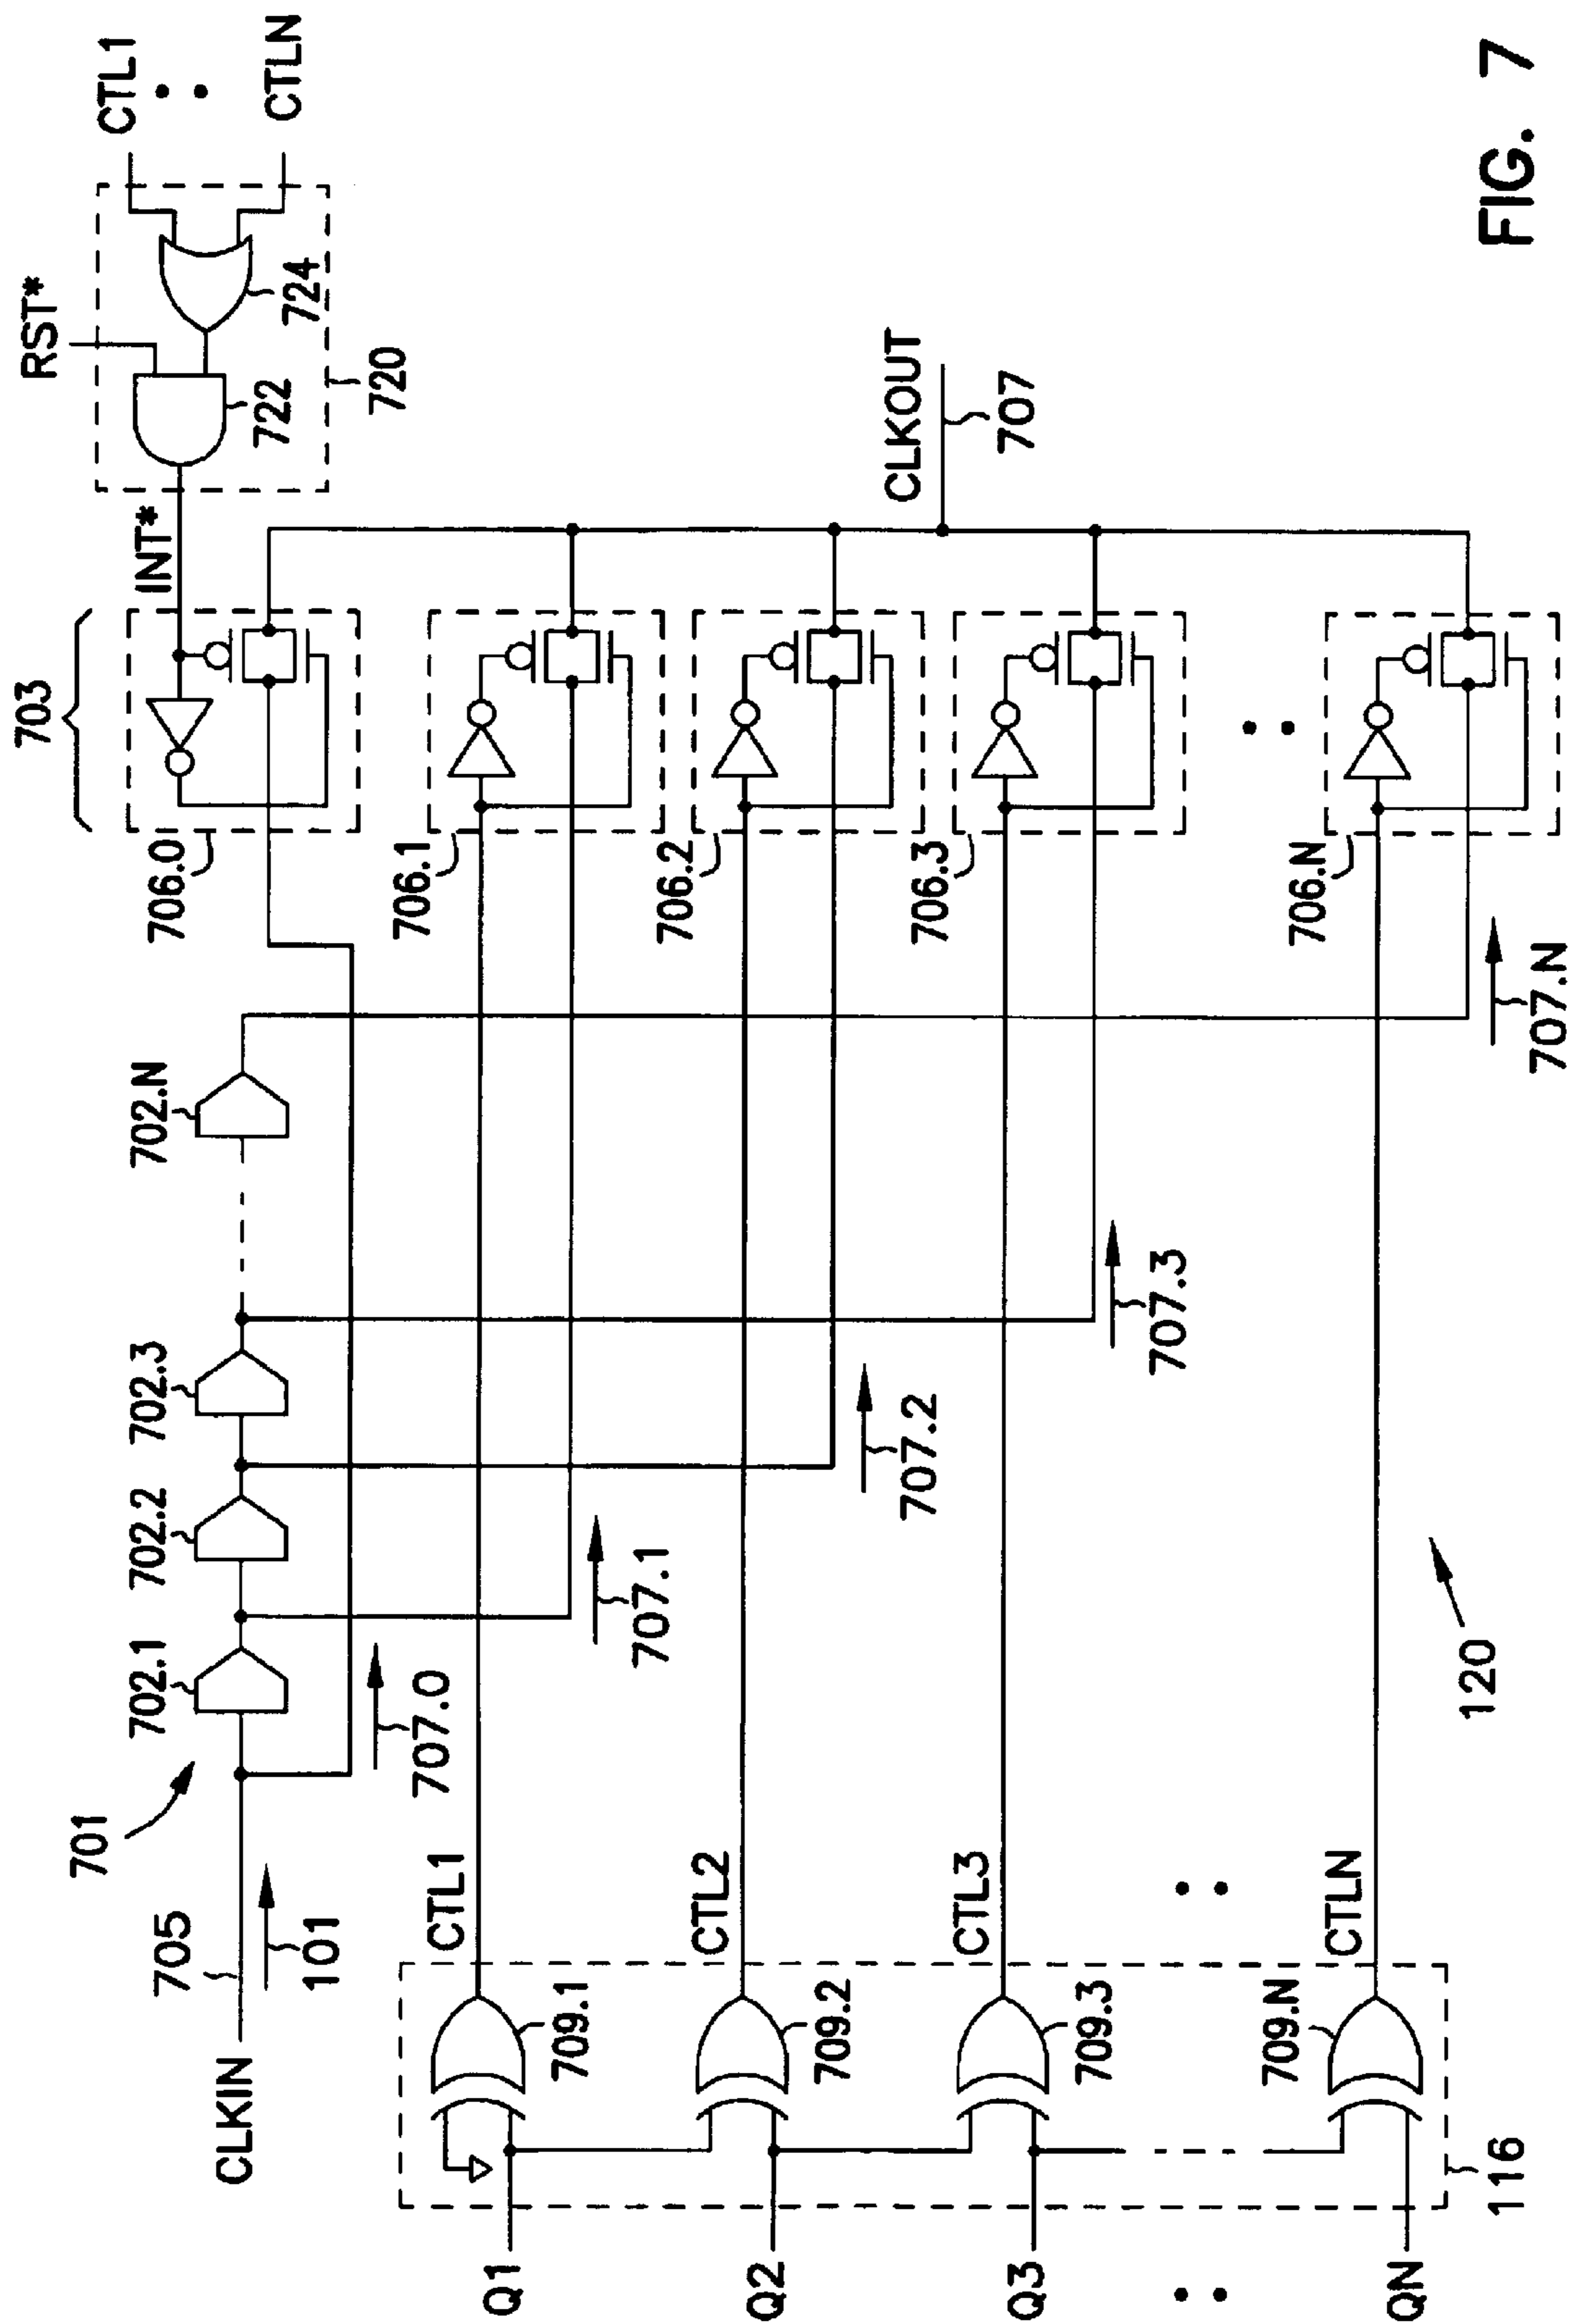 CLKIN
705
101
701
702.1
702.2
702.3
702.N
707.0
707.1
707.2
707.3
707.N
703
706.0
706.1
706.2
706.3
706.N
INT*
RST*
722
724
720
CTL1
CTLN
CLKOUT
707
Q1
Q2
Q3
QN
709.1
709.2
709.3
709.N
116
CTL1
CTL2
CTL3
CTLN
120
FIG. 7